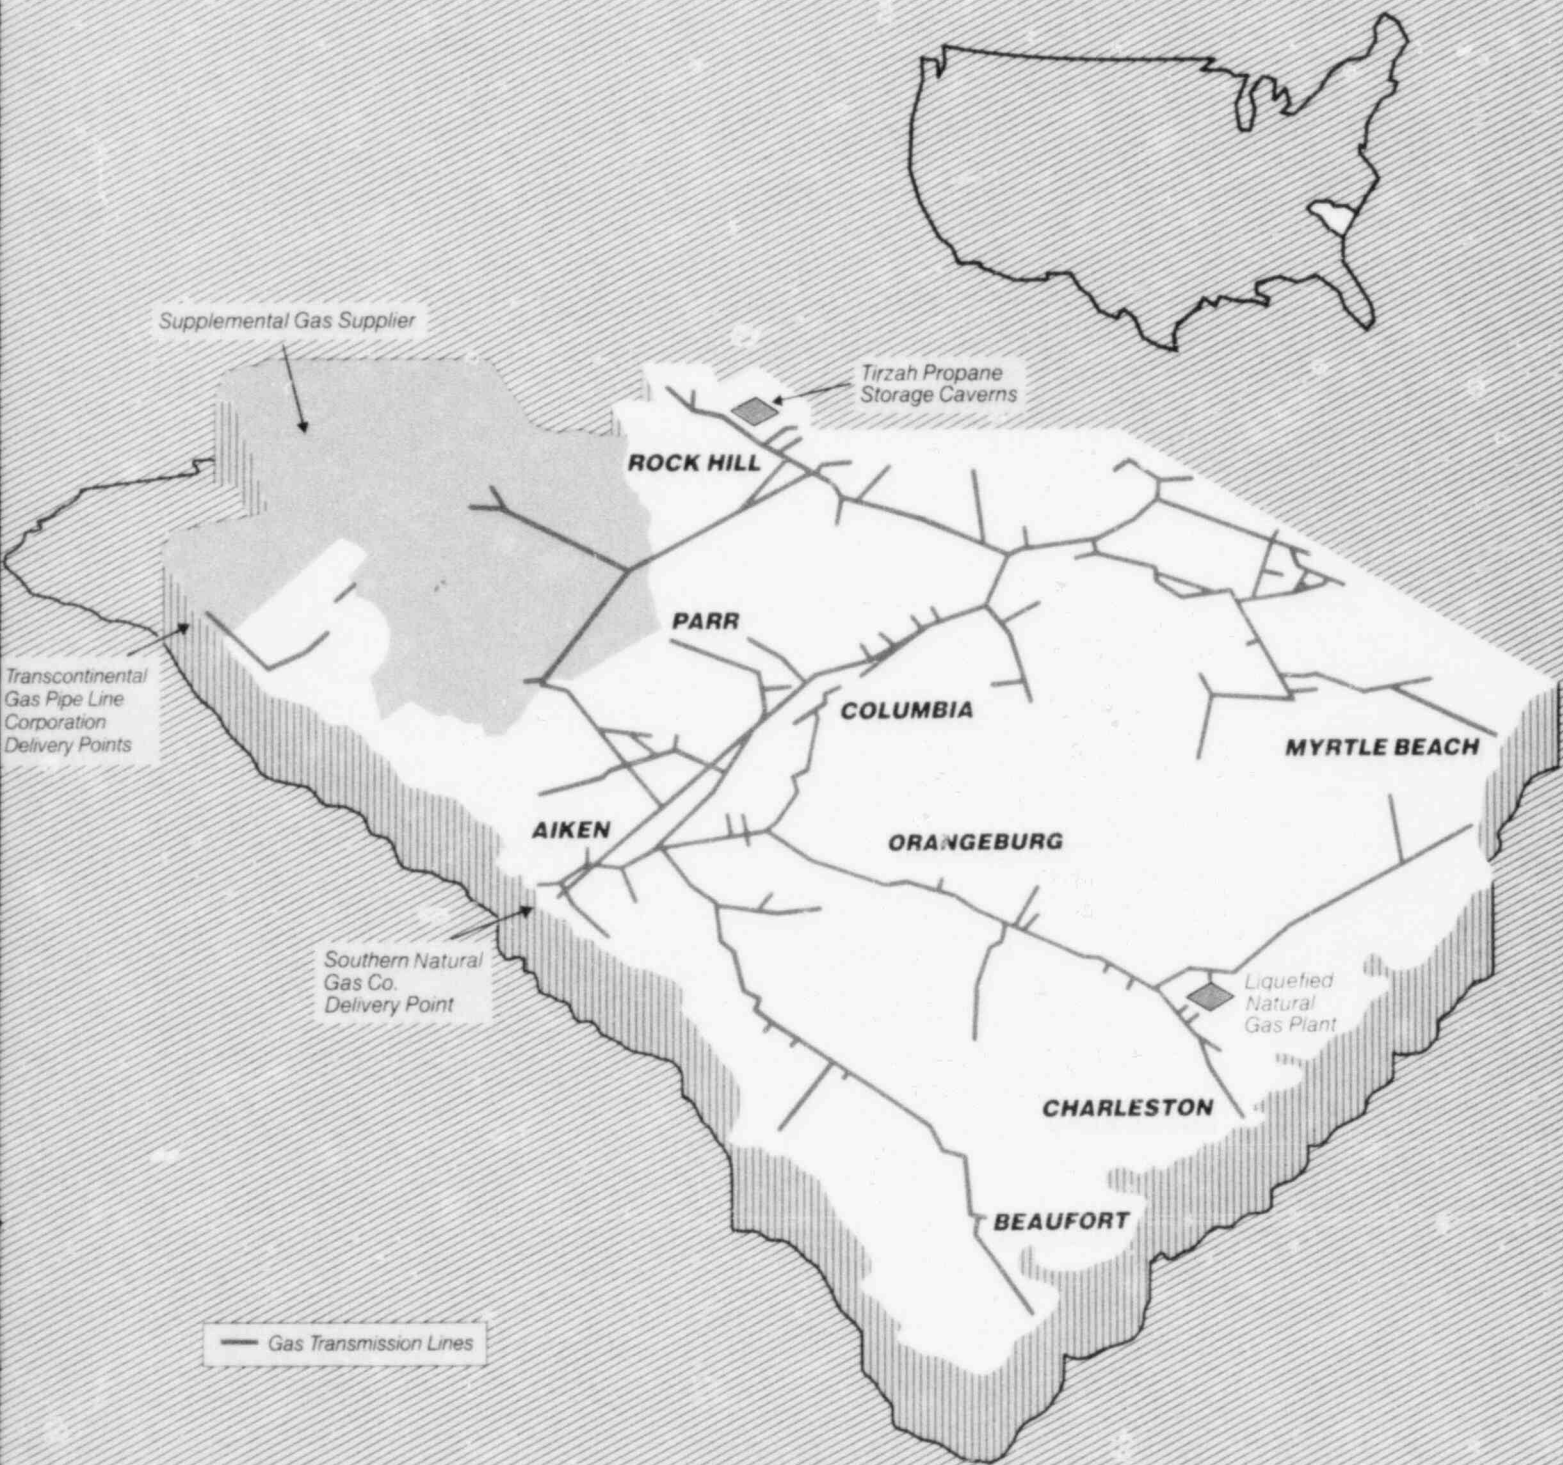 Supplemental Gas Supplier
Tirzah Propane
Storage Caverns
ROCK HILL
PARR
Transcontinental
Gas Pipe Line
Corporation
Delivery Points
COLUMBIA
MYRTLE BEACH
AIKEN
ORANGEBURG
Southern Natural
Gas Co.
Delivery Point
Liquefied
Natural
Gas Plant
CHARLESTON
BEAUFORT
Gas Transmission Lines